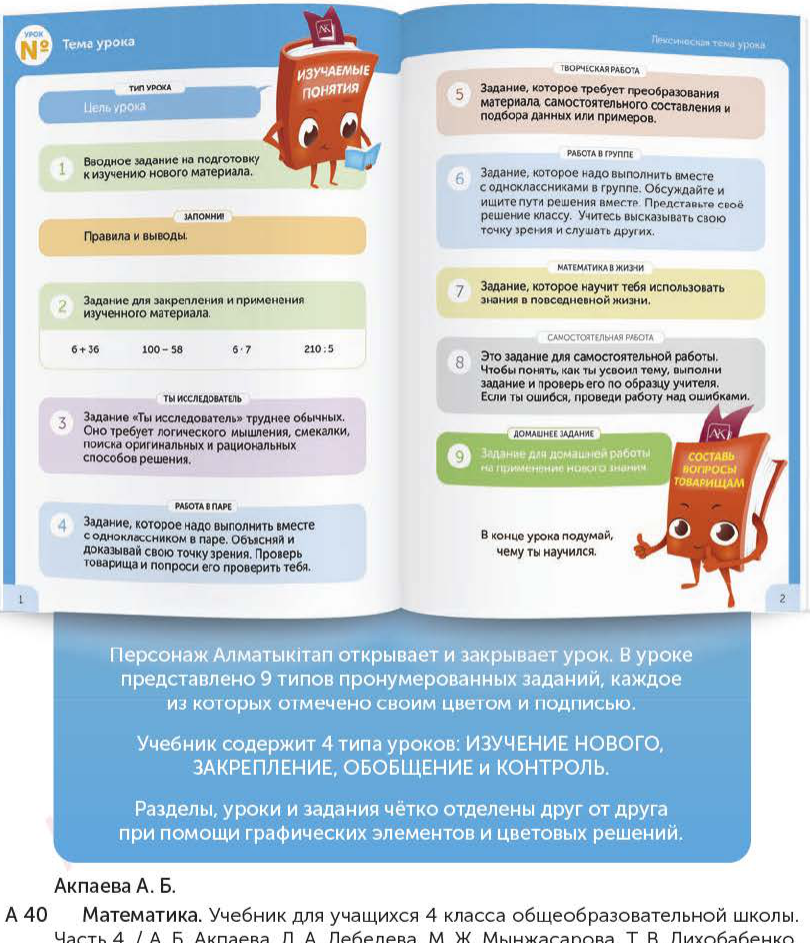 УРОК
№
Тема урока
АК
ИЗУЧАЕМЫЕ
ПОНЯТИЯ
ТИП УРОКА
Цель урока
1
Вводное задание на подготовку
к изучению нового материала.
ЗАПОМНИ!
Правила и выводы.
2
Задание для закрепления и применения
изученного материала.
6 + 36 100 – 58 6 · 7 210 : 5
ТЫ ИССЛЕДОВАТЕЛЬ
3
Задание «Ты исследователь» труднее обычных.
Оно требует логического мышления, смекалки,
поиска оригинальных и рациональных
способов решения.
РАБОТА В ПАРЕ
4
Задание, которое надо выполнить вместе
с одноклассником в паре. Объясняй и
доказывай свою точку зрения. Проверь
товарища и попроси его проверить тебя.
1
Лексическая тема урока
ТВОРЧЕСКАЯ РАБОТА
5
Задание, которое требует преобразования
материала, самостоятельного составления и
подбора данных или примеров.
РАБОТА В ГРУППЕ
6
Задание, которое надо выполнить вместе
с одноклассниками в группе. Обсуждайте и
ищите пути решения вместе. Представьте своё
решение классу. Учитесь высказывать свою
точку зрения и слушать других.
МАТЕМАТИКА В ЖИЗНИ
7
Задание, которое научит тебя использовать
знания в повседневной жизни.
САМОСТОЯТЕЛЬНАЯ РАБОТА
8
Это задание для самостоятельной работы.
Чтобы понять, как ты усвоил тему, выполни
задание и проверь его по образцу учителя.
Если ты ошибся, проведи работу над ошибками.
ДОМАШНЕЕ ЗАДАНИЕ
9
Задание для домашней работы
на применение нового знания
АК
СОСТАВЬ
ВОПРОСЫ
ТОВАРИЩАМ
В конце урока подумай,
чему ты научился.
2
Персонаж Алматыкітап открывает и закрывает урок. В уроке
представлено 9 типов пронумерованных заданий, каждое
из которых отмечено своим цветом и подписью.
Учебник содержит 4 типа уроков: ИЗУЧЕНИЕ НОВОГО,
ЗАКРЕПЛЕНИЕ, ОБОБЩЕНИЕ и КОНТРОЛЬ.
Разделы, уроки и задания чётко отделены друг от друга
при помощи графических элементов и цветовых решений.
Акпаева А. Б.
А 40 Математика. Учебник для учащихся 4 класса общеобразовательной школы.
Часть 4. / А. Б. Акпаева, Л. А. Лебедева, М. Ж. Мынжасарова, Т. В. Лихобабенко.